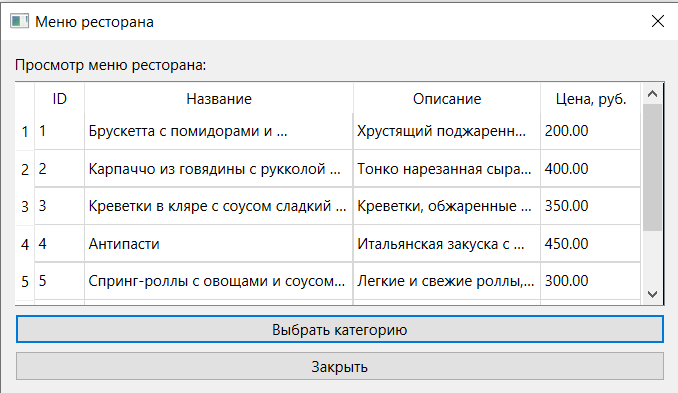 Меню ресторана
Просмотр меню ресторана:
ID Название Описание Цена, руб.
1 1 Брускетта с помидорами и ... Хрустящий поджаренн... 200.00
2 2 Карпаччо из говядины с рукколой ... Тонко нарезанная сыра... 400.00
3 3 Креветки в кляре с соусом сладкий ... Креветки, обжаренные ... 350.00
4 4 Антипасти Итальянская закуска с ... 450.00
5 5 Спринг-роллы с овощами и соусом... Легкие и свежие роллы,... 300.00
Выбрать категорию
Закрыть